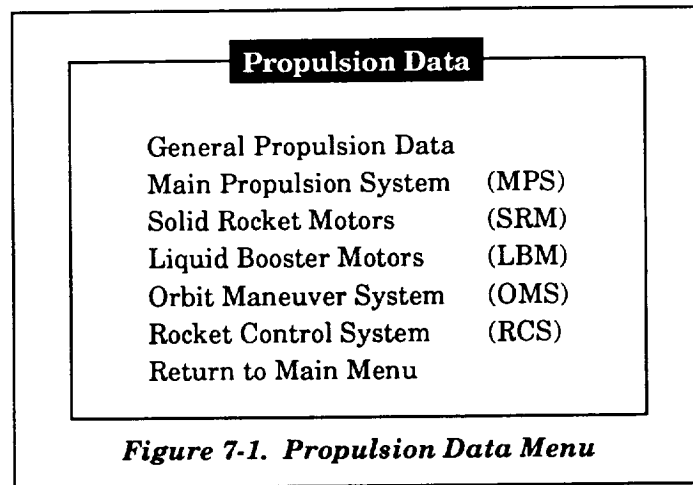 Propulsion Data
General Propulsion Data
Main Propulsion System (MPS)
Solid Rocket Motors (SRM)
Liquid Booster Motors (LBM)
Orbit Maneuver System (OMS)
Rocket Control System (RCS)
Return to Main Menu
Figure 7-1. Propulsion Data Menu